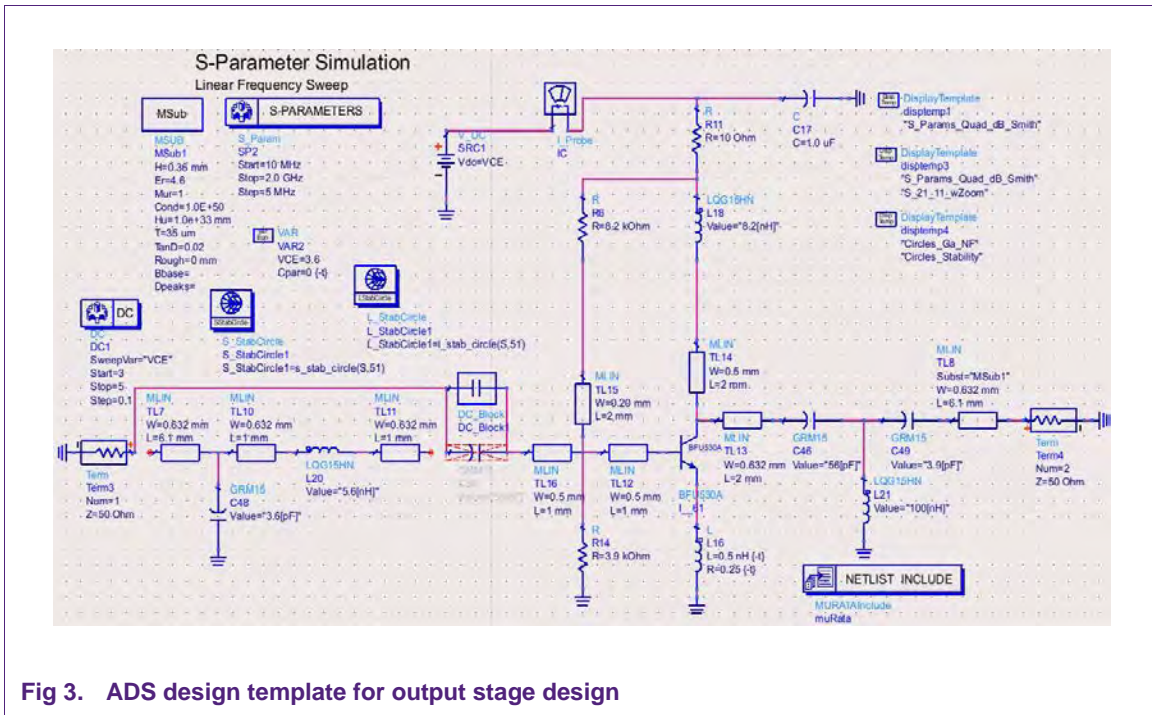 S-Parameter Simulation
Linear Frequency Sweep
MSub
MSUB
MSub1
H=0.36 mm
Er=4.6
Mur=1
Cond=1.0E+50
Hu=1.0e+33 mm
T=35 um
TanD=0.02
Rough=0 mm
Bbase=
Dpeaks=
S-PARAMETERS
S_Param
SP2
Start=10 MHz
Stop=2.0 GHz
Step=5 MHz
VAR
VAR2
VCE=3.6
Cpar=0 {-t}
V_DC
SRC1
Vdc=VCE
I_Probe
IC
R
R11
R=10 Ohm
C
C17
C=1.0 uF
DisplayTemplate
disptemp1
"S_Params_Quad_dB_Smith"
DisplayTemplate
disptemp3
"S_Params_Quad_dB_Smith"
"S_21_11_wZoom"
DisplayTemplate
disptemp4
"Circles_Ga_NF"
"Circles_Stability"
R
R6
R=8.2 kOhm
LQG15HN
L18
Value="8.2[nH]"
DC
DC
DC1
SweepVar="VCE"
Start=3
Stop=5
Step=0.1
SStabCircle
S_StabCircle
S_StabCircle1
S_StabCircle1=s_stab_circle(S,51)
LStabCircle
L_StabCircle
L_StabCircle1
L_StabCircle1=l_stab_circle(S,51)
Term
Term3
Num=1
Z=50 Ohm
MLIN
TL7
W=0.632 mm
L=6.1 mm
MLIN
TL10
W=0.632 mm
L=1 mm
MLIN
TL11
W=0.632 mm
L=1 mm
GRM15
C48
Value="3.6[pF]"
LQG15HN
L20
Value="5.6[nH]"
DC_Block
DC_Block1
MLIN
TL16
W=0.5 mm
L=1 mm
MLIN
TL15
W=0.20 mm
L=2 mm
MLIN
TL12
W=0.5 mm
L=1 mm
R
R14
R=3.9 kOhm
MLIN
TL14
W=0.5 mm
L=2 mm
BFU530A
BFU530A
I__61
L
L16
L=0.5 nH {-t}
R=0.25 {-t}
MLIN
TL13
W=0.632 mm
L=2 mm
GRM15
C46
Value="56[pF]"
GRM15
C49
Value="3.9[pF]"
LQG15HN
L21
Value="100[nH]"
MLIN
TL8
Subst="MSub1"
W=0.632 mm
L=6.1 mm
Term
Term4
Num=2
Z=50 Ohm
NETLIST INCLUDE
MURATAInclude
muRata
Fig 3. ADS design template for output stage design